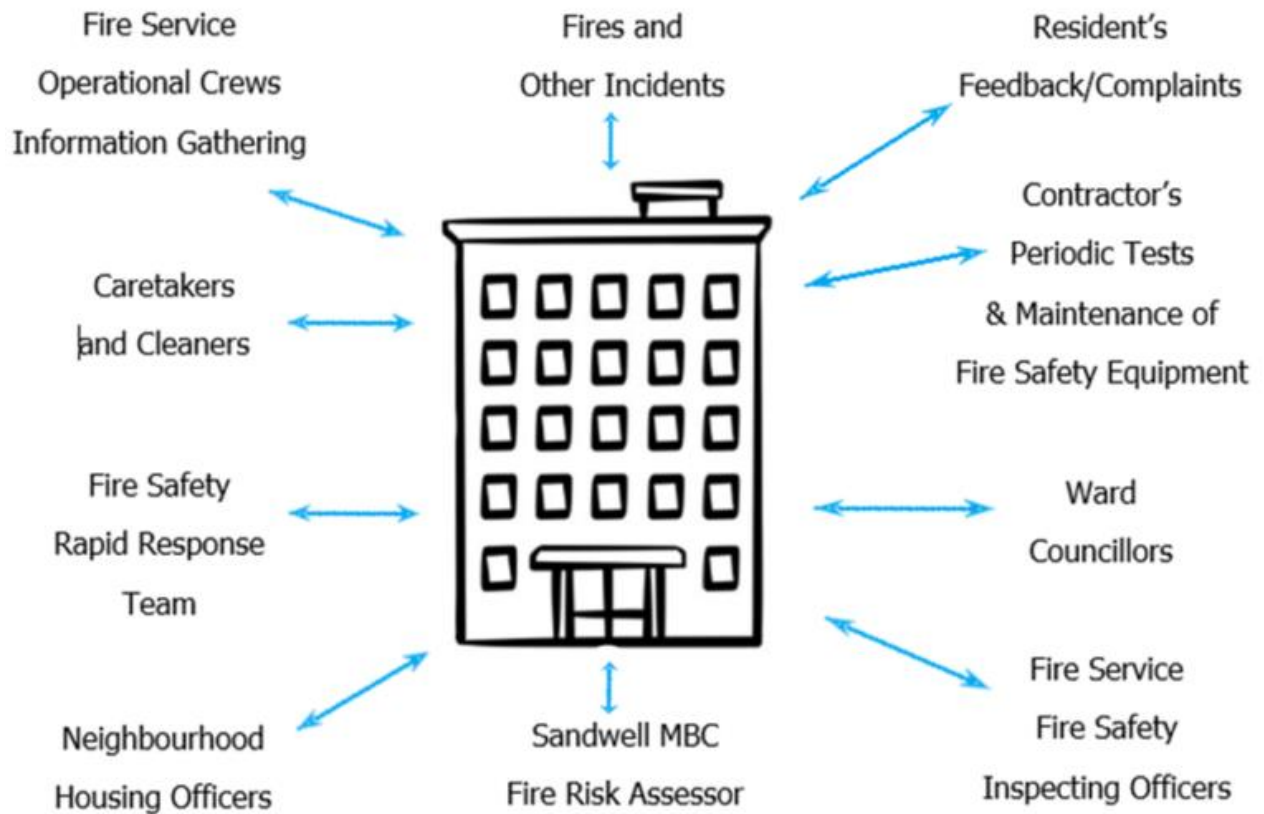 Fire Service
Operational Crews
Information Gathering
Fires and
Other Incidents
Resident's
Feedback/Complaints
Contractor's
Periodic Tests
& Maintenance of
Fire Safety Equipment
Caretakers
and Cleaners
Fire Safety
Rapid Response
Team
Ward
Councillors
Neighbourhood
Housing Officers
Sandwell MBC
Fire Risk Assessor
Fire Service
Fire Safety
Inspecting Officers